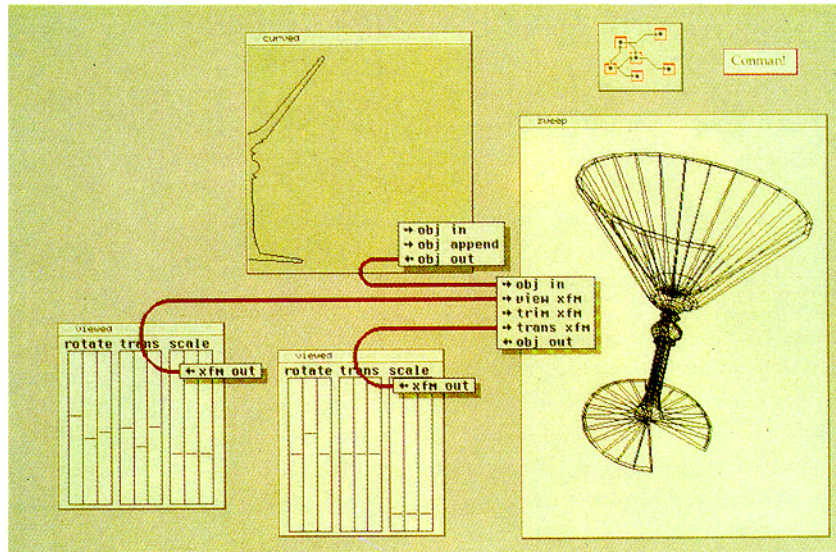 curved
Conman!
sweep
→ obj in
→ obj append
← obj out
→ obj in
→ view xfm
→ trim xfm
→ trans xfm
← obj out
viewed
rotate trans scale
← xfm out
viewed
rotate trans scale
← xfm out